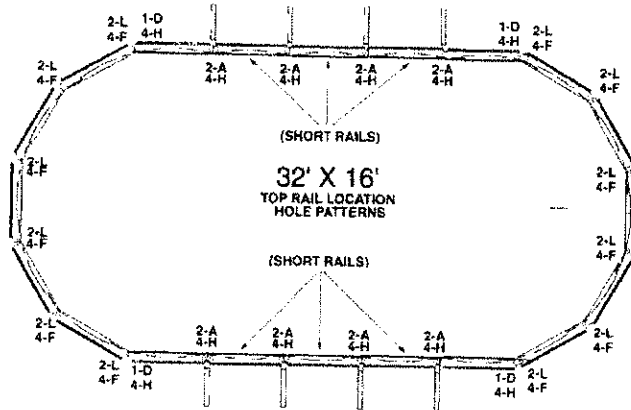 2-L 1-D
4-F 4-H
1-D 2-L
4-H 4-F
2-L
4-F
2-A 2-A 2-A 2-A
4-H 4-H 4-H 4-H
2-L
4-F
(SHORT RAILS)
2-L
4-F
2-L
4-F
32' X 16'
TOP RAIL LOCATION
HOLE PATTERNS
2-L
4-F
2-L
4-F
(SHORT RAILS)
2-L
4-F
2-L
4-F
2-A 2-A 2-A 2-A
4-H 4-H 4-H 4-H
2-L 1-D
4-F 4-H
1-D 2-L
4-H 4-F